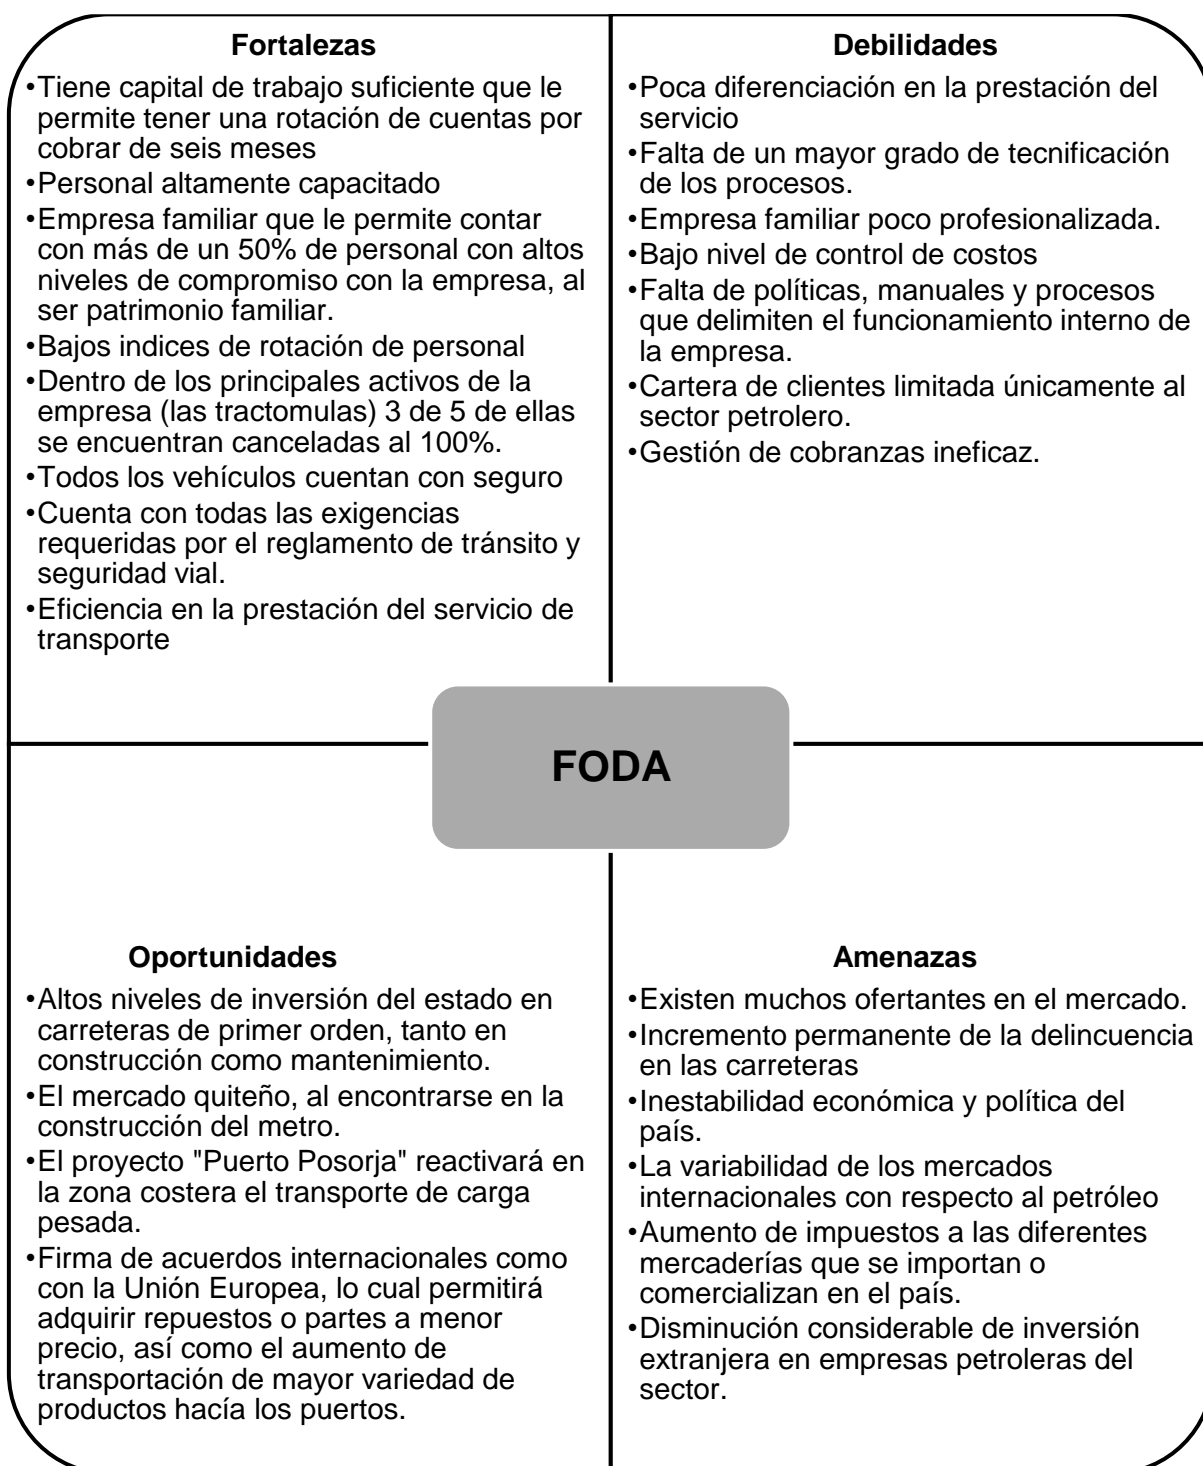 Fortalezas
•Tiene capital de trabajo suficiente que le
permite tener una rotación de cuentas por
cobrar de seis meses
•Personal altamente capacitado
•Empresa familiar que le permite contar
con más de un 50% de personal con altos
niveles de compromiso con la empresa, al
ser patrimonio familiar.
•Bajos indices de rotación de personal
•Dentro de los principales activos de la
empresa (las tractomulas) 3 de 5 de ellas
se encuentran canceladas al 100%.
•Todos los vehículos cuentan con seguro
•Cuenta con todas las exigencias
requeridas por el reglamento de tránsito y
seguridad vial.
•Eficiencia en la prestación del servicio de
transporte
Debilidades
•Poca diferenciación en la prestación del
servicio
•Falta de un mayor grado de tecnificación
de los procesos.
•Empresa familiar poco profesionalizada.
•Bajo nivel de control de costos
•Falta de políticas, manuales y procesos
que delimiten el funcionamiento interno de
la empresa.
•Cartera de clientes limitada únicamente al
sector petrolero.
•Gestión de cobranzas ineficaz.
FODA
Oportunidades
•Altos niveles de inversión del estado en
carreteras de primer orden, tanto en
construcción como mantenimiento.
•El mercado quiteño, al encontrarse en la
construcción del metro.
•El proyecto "Puerto Posorja" reactivará en
la zona costera el transporte de carga
pesada.
•Firma de acuerdos internacionales como
con la Unión Europea, lo cual permitirá
adquirir repuestos o partes a menor
precio, así como el aumento de
transportación de mayor variedad de
productos hacía los puertos.
Amenazas
•Existen muchos ofertantes en el mercado.
•Incremento permanente de la delincuencia
en las carreteras
•Inestabilidad económica y política del
país.
•La variabilidad de los mercados
internacionales con respecto al petróleo
•Aumento de impuestos a las diferentes
mercaderías que se importan o
comercializan en el país.
•Disminución considerable de inversión
extranjera en empresas petroleras del
sector.